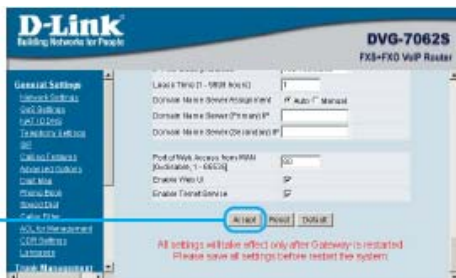 D-Link
Building Networks for People
DVG-7062S
FXS+FXO VoIP Router
General Settings
Network Settings
QoS Settings
NAT / DDNS
Telephony Settings
SIP
Calling Features
Advanced Options
Dial Plan
Phone Book
Speed Dial
Caller Filter
ACL for Management
CDR Settings
Language
Trunk Management
Lease Time (1 - 9999 hours)
1
Domain Name Server Assignment
Auto
Manual
Domain Name Server (Primary) IP
Domain Name Server (Secondary) IP
Port of Web Access from WAN
80
Enable Web UI
Enable Telnet Service
Accept
Reset
Default
All settings will take effect only after Gateway is restarted.
Please save all settings before restart the system.